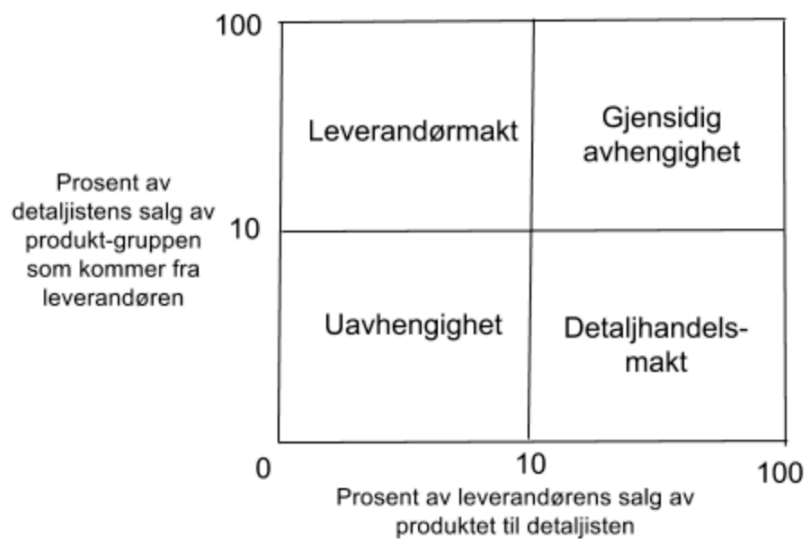 100
Leverandørmakt
Gjensidig
avhengighet
Prosent av
detaljistens salg av
produkt-gruppen
som kommer fra
leverandøren
10
Uavhengighet
Detaljhandels-
makt
0
10
100
Prosent av leverandørens salg av
produktet til detaljisten